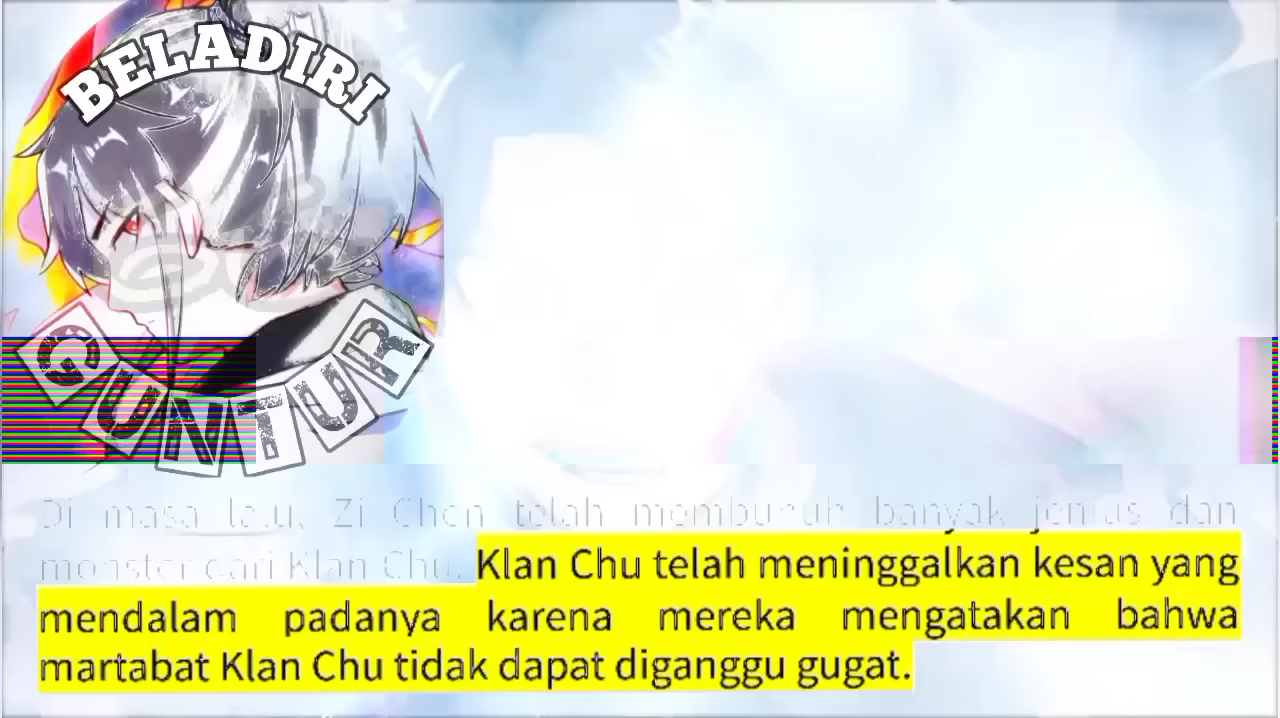 BELADIRI
GUNTUR
Di masa lalu, Zi Chen telah membunuh banyak jenius dan
monster dari Klan Chu. Klan Chu telah meninggalkan kesan yang
mendalam padanya karena mereka mengatakan bahwa
martabat Klan Chu tidak dapat diganggu gugat.